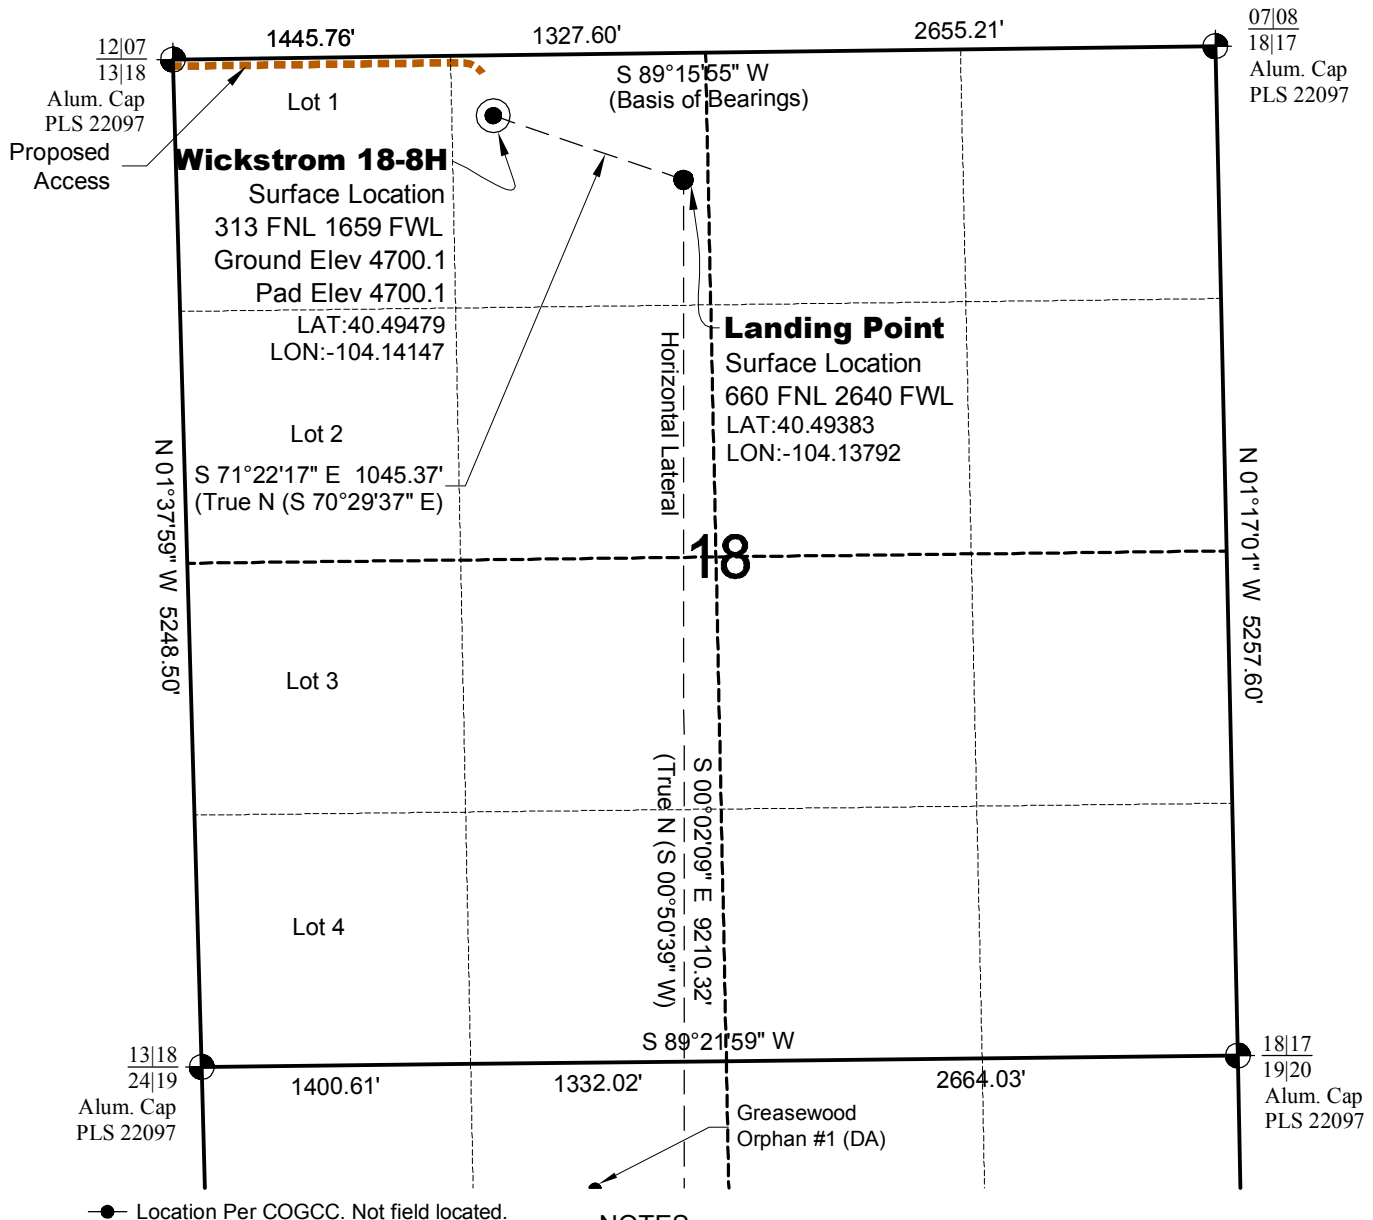 1445.76'
1327.60'
2655.21'
12|07
13|18
Alum. Cap
PLS 22097
07|08
18|17
Alum. Cap
PLS 22097
S 89°15'55" W
(Basis of Bearings)
Lot 1
Proposed
Access
Wickstrom 18-8H
Surface Location
313 FNL 1659 FWL
Ground Elev 4700.1
Pad Elev 4700.1
LAT:40.49479
LON:-104.14147
Landing Point
Surface Location
660 FNL 2640 FWL
LAT:40.49383
LON:-104.13792
Horizontal Lateral
Lot 2
S 71°22'17" E 1045.37'
(True N (S 70°29'37" E)
N 01°37'59" W 5248.50'
N 01°17'01" W 5257.60'
18
Lot 3
S 00°02'09" E 9210.32'
(True N (S 00°50'39" W)
Lot 4
S 89°21'59" W
13|18
24|19
Alum. Cap
PLS 22097
1400.61'
1332.02'
2664.03'
18|17
19|20
Alum. Cap
PLS 22097
Greasewood
Orphan #1 (DA)
Location Per COGCC. Not field located.
NOTES